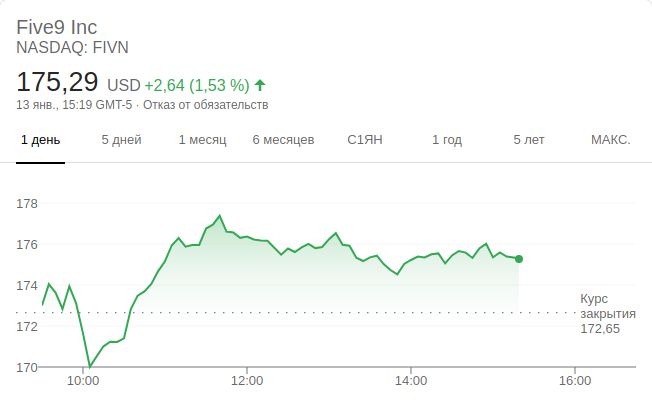 Five9 Inc
NASDAQ: FIVN
175,29 USD +2,64 (1,53 %)
13 янв., 15:19 GMT-5 · Отказ от обязательств
1 день 5 дней 1 месяц 6 месяцев С1ЯН 1 год 5 лет МАКС.
178
176
174
172
170
Курс
закрытия
172,65
10:00 12:00 14:00 16:00